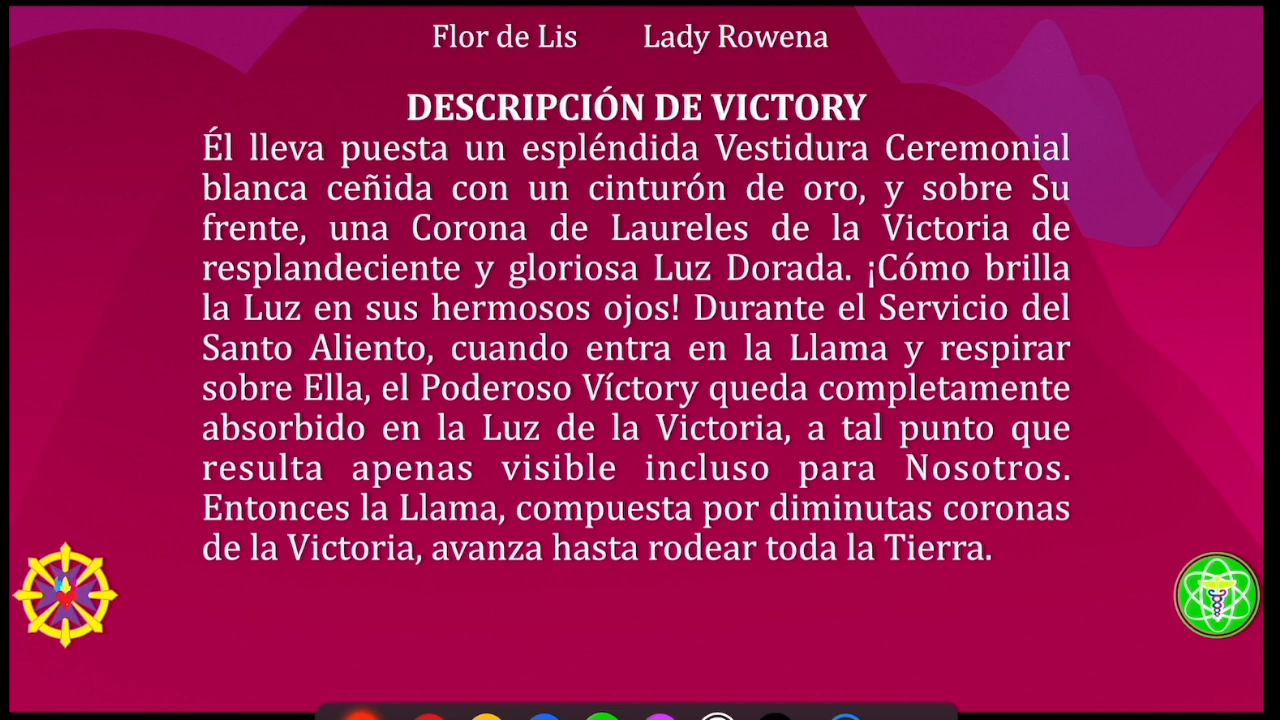 Flor de Lis Lady Rowena
DESCRIPCIÓN DE VICTORY
Él lleva puesta un espléndida Vestidura Ceremonial
blanca ceñida con un cinturón de oro, y sobre Su
frente, una Corona de Laureles de la Victoria de
resplandeciente y gloriosa Luz Dorada. ¡Cómo brilla
la Luz en sus hermosos ojos! Durante el Servicio del
Santo Aliento, cuando entra en la Llama y respirar
sobre Ella, el Poderoso Víctory queda completamente
absorbido en la Luz de la Victoria, a tal punto que
resulta apenas visible incluso para Nosotros.
Entonces la Llama, compuesta por diminutas coronas
de la Victoria, avanza hasta rodear toda la Tierra.